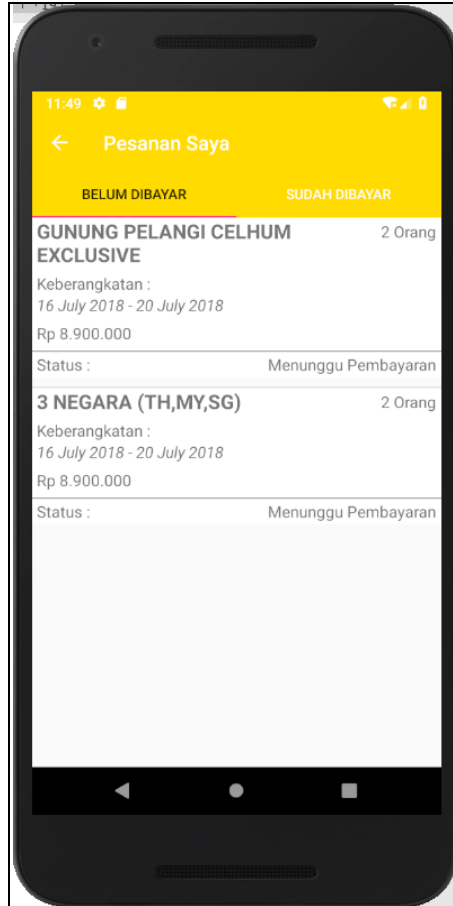 11:49
Pesanan Saya
BELUM DIBAYAR SUDAH DIBAYAR
GUNUNG PELANGI CELHUM 2 Orang
EXCLUSIVE
Keberangkatan :
16 July 2018 - 20 July 2018
Rp 8.900.000
Status : Menunggu Pembayaran
3 NEGARA (TH,MY,SG) 2 Orang
Keberangkatan :
16 July 2018 - 20 July 2018
Rp 8.900.000
Status : Menunggu Pembayaran